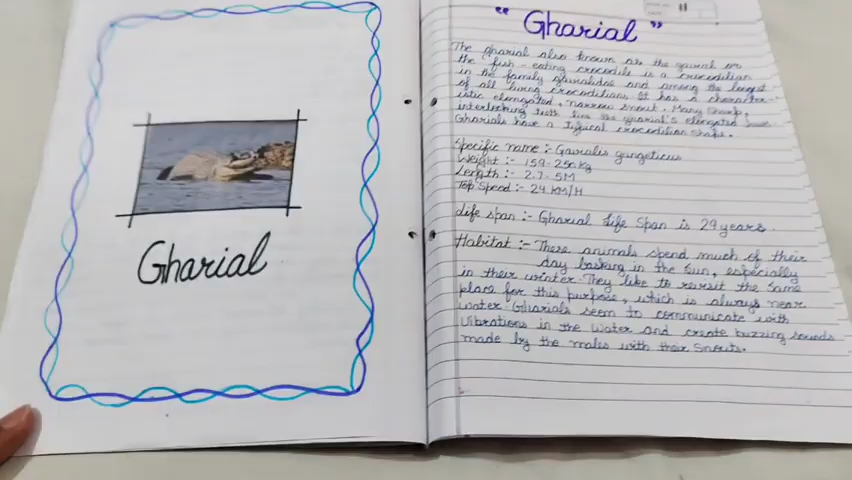 Gharial
" Gharial "
The gharial also known as the gavial or
the fish-eating crocodile is a crocodilian
in the family gavialidae and among the longest
of all living crocodilians. It has a character-
istic elongated, narrow snout. Many sharp,
interlocking teeth line the gharial's elongated jaws
Gharials have a typical crocodilian shape.
Specific name :- Gavialis gangeticus
Weight :- 159-250kg
Length :- 2.7-5M
Top Speed :- 24 KM/H
Life span :- Gharial Life Span is 29 years.
Habitat :- These animals spend much of their
day basking in the sun, especially
in their winter. They like to revisit the same
place for this purpose, which is always near
water. Gharials seem to communicate with
vibrations in the water and create buzzing sounds
made by the males with their snouts.